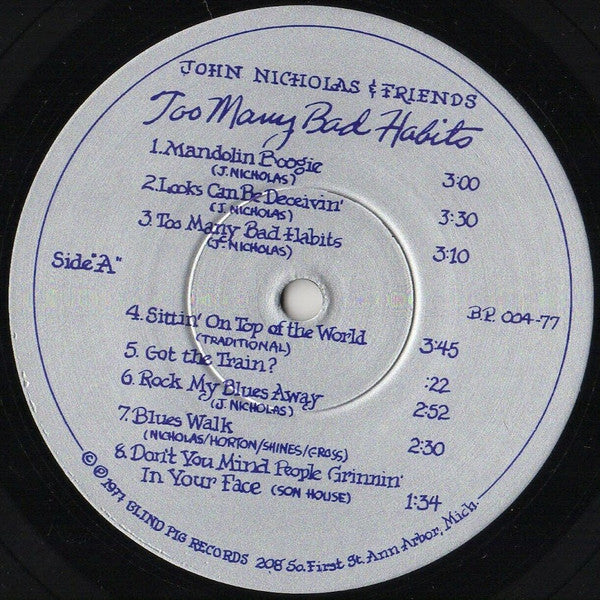 JOHN NICHOLAS & FRIENDS
Too Many Bad Habits
1. Mandolin Boogie 3:00
(J. NICHOLAS)
2. Looks Can Be Deceivin' 3:30
(J. NICHOLAS)
3. Too Many Bad Habits 3:10
(J. NICHOLAS)
Side "A"
B.P. 004-77
4. Sittin' On Top of the World 3:45
(TRADITIONAL)
5. Got the Train? :22
6. Rock My Blues Away 2:52
(J. NICHOLAS)
7. Blues Walk 2:30
(NICHOLAS/HORTON/SHINES/GROSS)
8. Don't You Mind People Grinnin'
In Your Face (SON HOUSE) 1:34
© ℗ 1977 BLIND PIG RECORDS 208 So. First St. Ann Arbor, Mich.